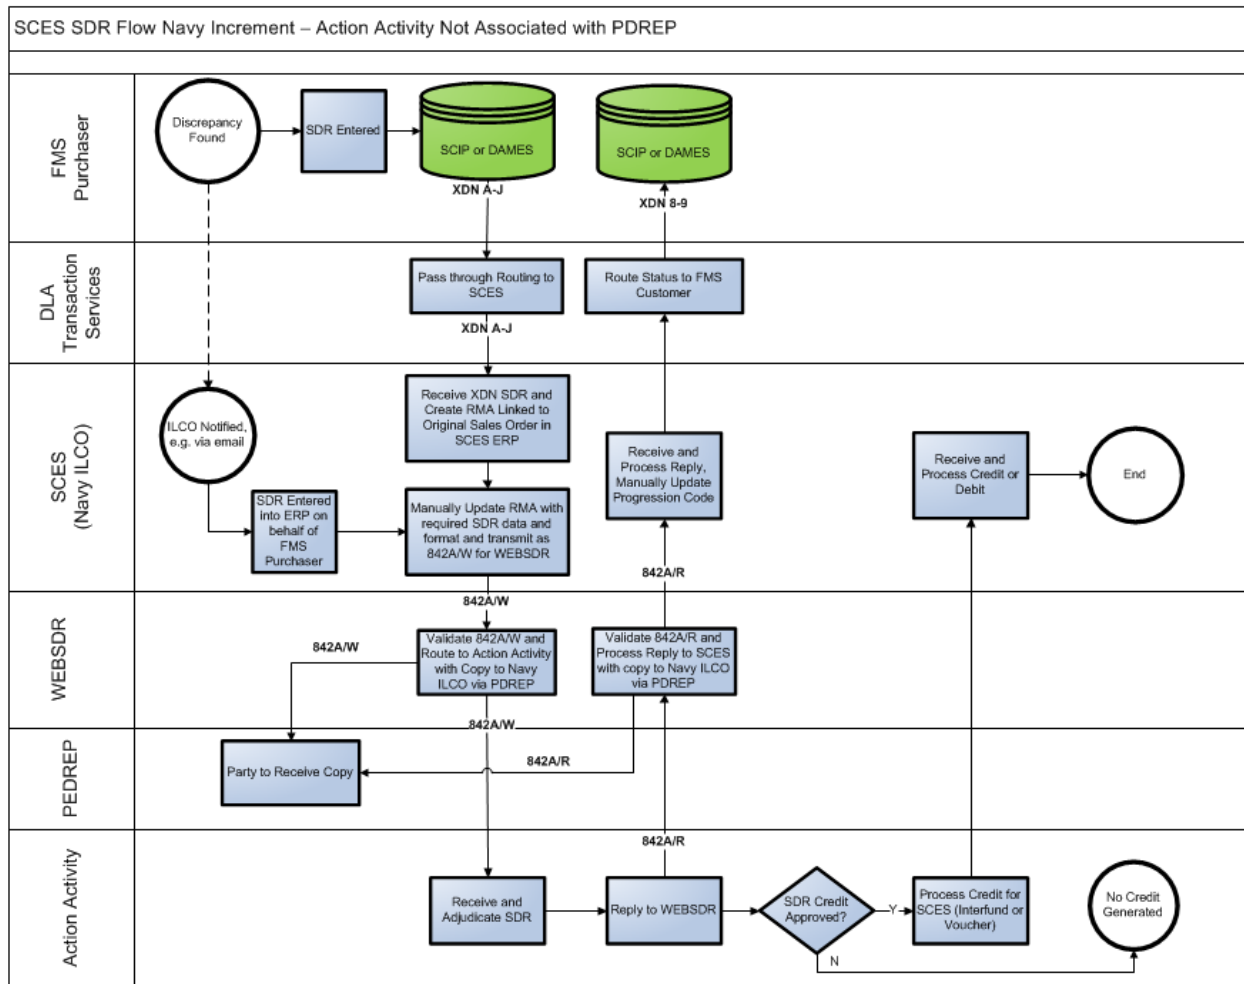 SCES SDR Flow Navy Increment – Action Activity Not Associated with PDREP
FMS
Purchaser
Discrepancy
Found
SDR Entered
SCIP or DAMES
XDN A-J
SCIP or DAMES
XDN 8-9
DLA
Transaction
Services
Pass through Routing to
SCES
XDN A-J
Route Status to FMS
Customer
SCES
(Navy ILCO)
ILCO Notified,
e.g. via email
SDR Entered
into ERP on
behalf of
FMS
Purchaser
Receive XDN SDR and
Create RMA Linked to
Original Sales Order in
SCES ERP
Manually Update RMA with
required SDR data and
format and transmit as
842A/W for WEBSDR
842A/W
Receive and
Process Reply,
Manually Update
Progression Code
842A/R
Receive and
Process Credit or
Debit
End
WEBSDR
842A/W
Validate 842A/W and
Route to Action Activity
with Copy to Navy
ILCO via PDREP
842A/W
Validate 842A/R and
Process Reply to SCES
with copy to Navy ILCO
via PDREP
PEDREP
Party to Receive Copy
842A/R
Action Activity
842A/R
Receive and
Adjudicate SDR
Reply to WEBSDR
SDR Credit
Approved?
Y
N
Process Credit for
SCES (Interfund or
Voucher)
No Credit
Generated